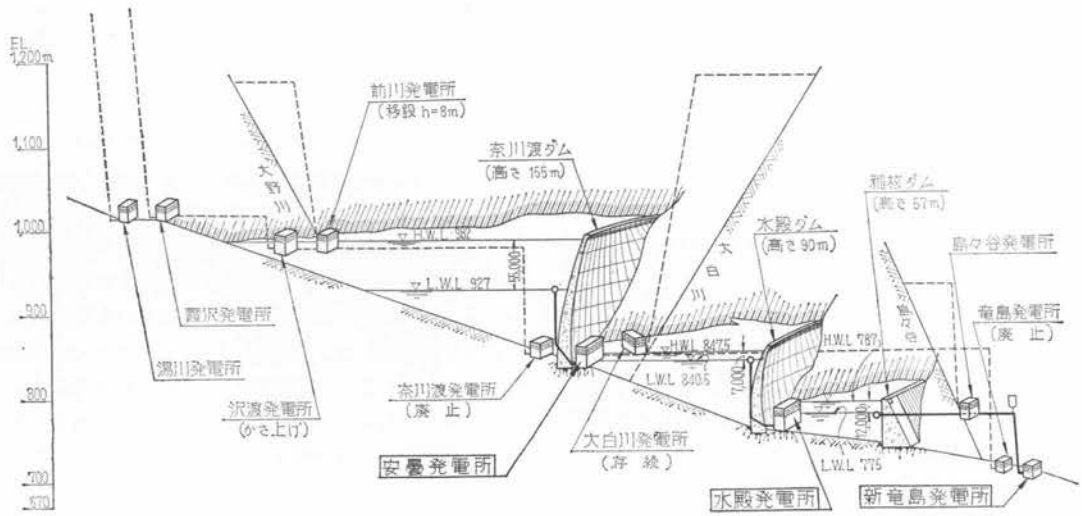 EL.
1,200m
1,100
1,000
900
800
700
670
前川発電所
(移設 h=8m)
大野川
奈川渡ダム
(高さ 155m)
稲核ダム
(高さ 57m)
水殿ダム
(高さ 90m)
島々谷発電所
竜島発電所
(廃 止)
大白川
島々谷
H.W.L 982
55,000
L.W.L 927
霞沢発電所
湯川発電所
沢渡発電所
(かさ上げ)
奈川渡発電所
(廃 止)
H.W.L 847.5
7,000
L.W.L 840.5
H.W.L 787
12,000
L.W.L 775
大白川発電所
(存 続)
安曇発電所
水殿発電所
新竜島発電所